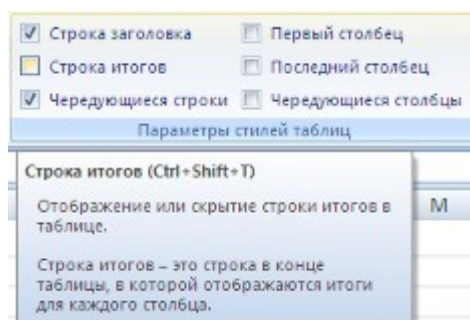 Строка заголовка Первый столбец
Строка итогов Последний столбец
Чередующиеся строки Чередующиеся столбцы
Параметры стилей таблиц
Строка итогов (Ctrl+Shift+T)
Отображение или скрытие строки итогов в
таблице.
M
Строка итогов – это строка в конце
таблицы, в которой отображаются итоги
для каждого столбца.